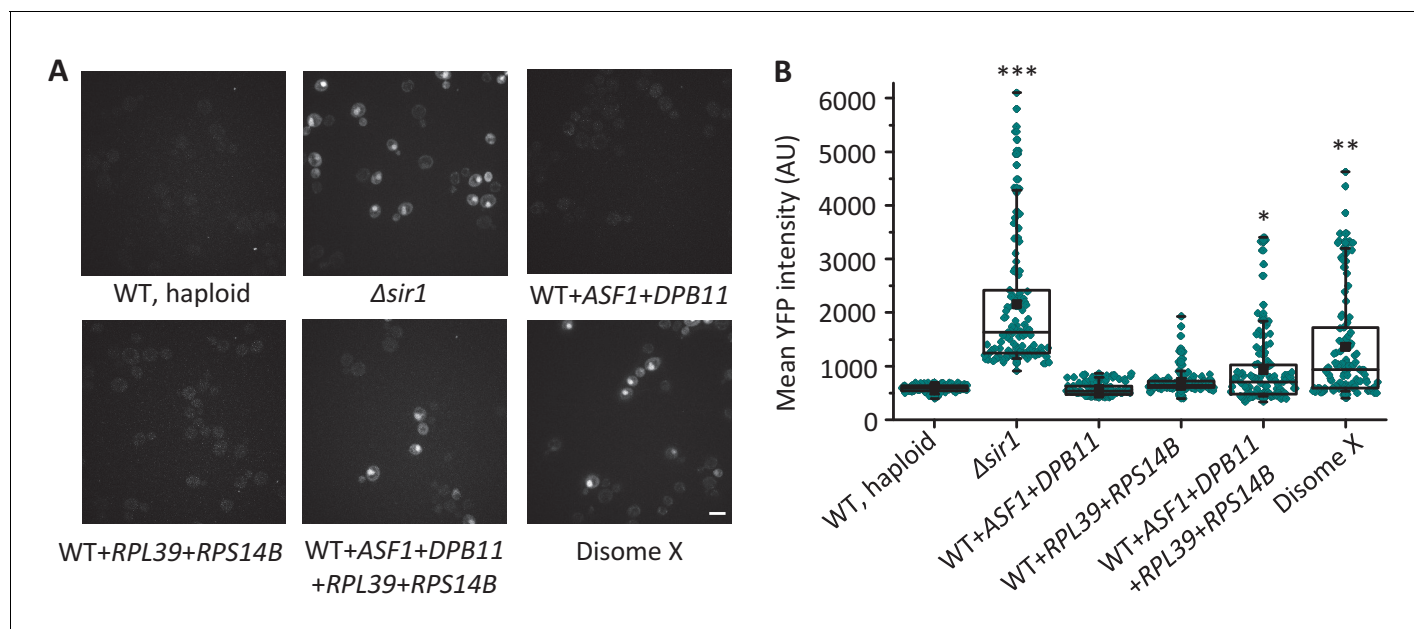 A
WT, haploid
Δsir1
WT+ASF1+DPB11
WT+RPL39+RPS14B
WT+ASF1+DPB11
+RPL39+RPS14B
Disome X
B
Mean YFP intensity (AU)
6000
5000
4000
3000
2000
1000
0
***
*
**
WT, haploid
Δsir1
WT+ASF1+DPB11
WT+RPL39+RPS14B
WT+ASF1+DPB11
+RPL39+RPS14B
Disome X